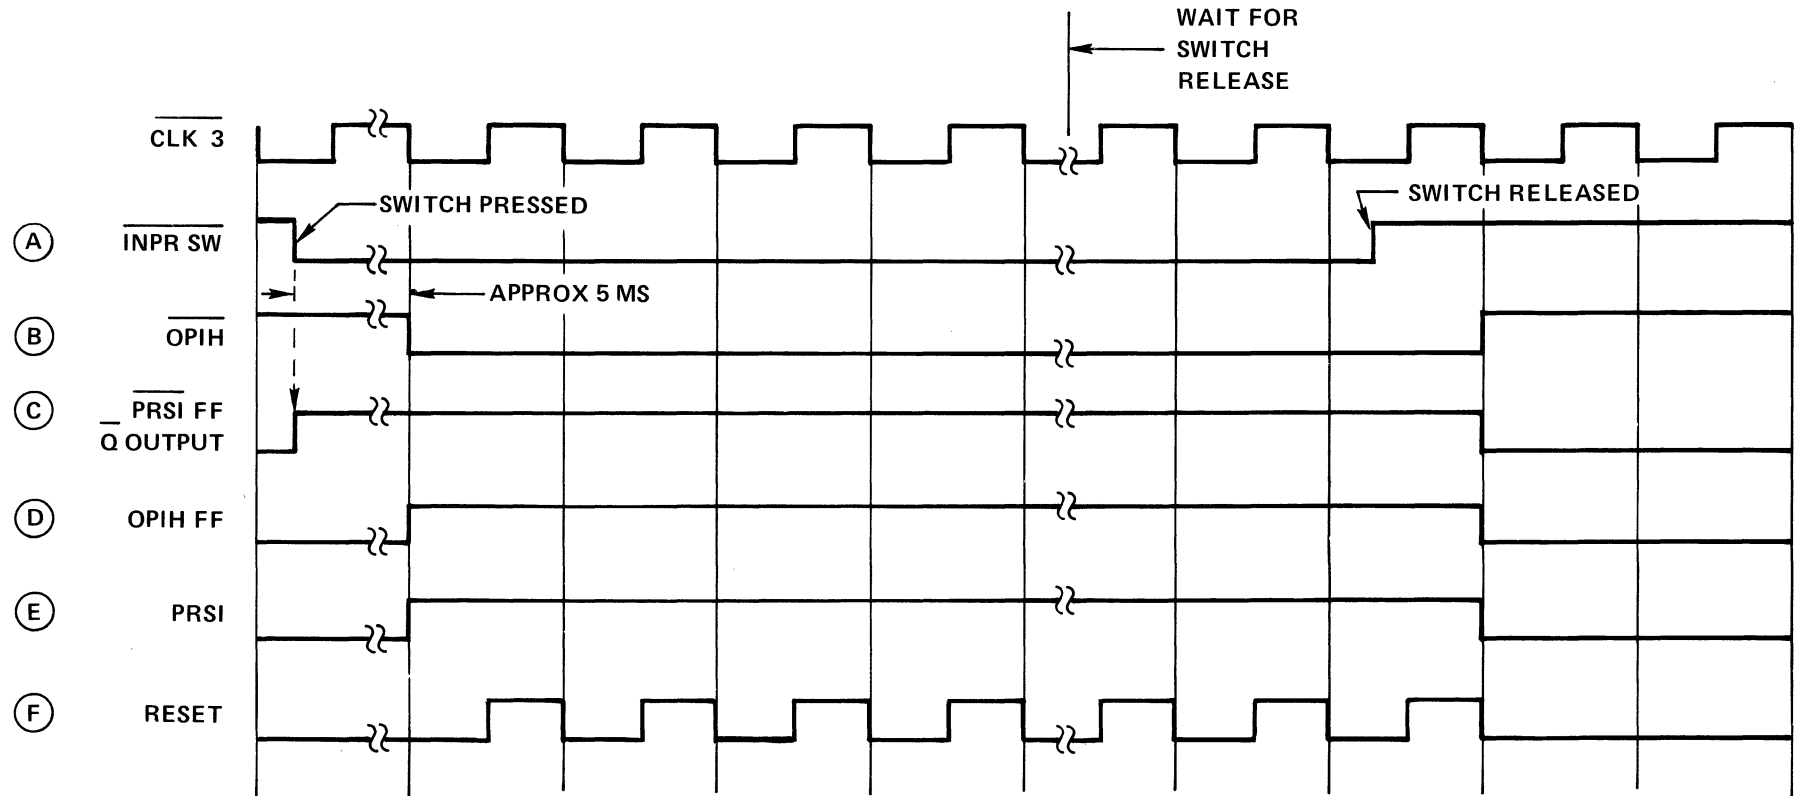 WAIT FOR
SWITCH
RELEASE
CLK 3
SWITCH PRESSED
SWITCH RELEASED
A INPR SW
APPROX 5 MS
B OPIH
C PRSI FF
Q OUTPUT
D OPIH FF
E PRSI
F RESET